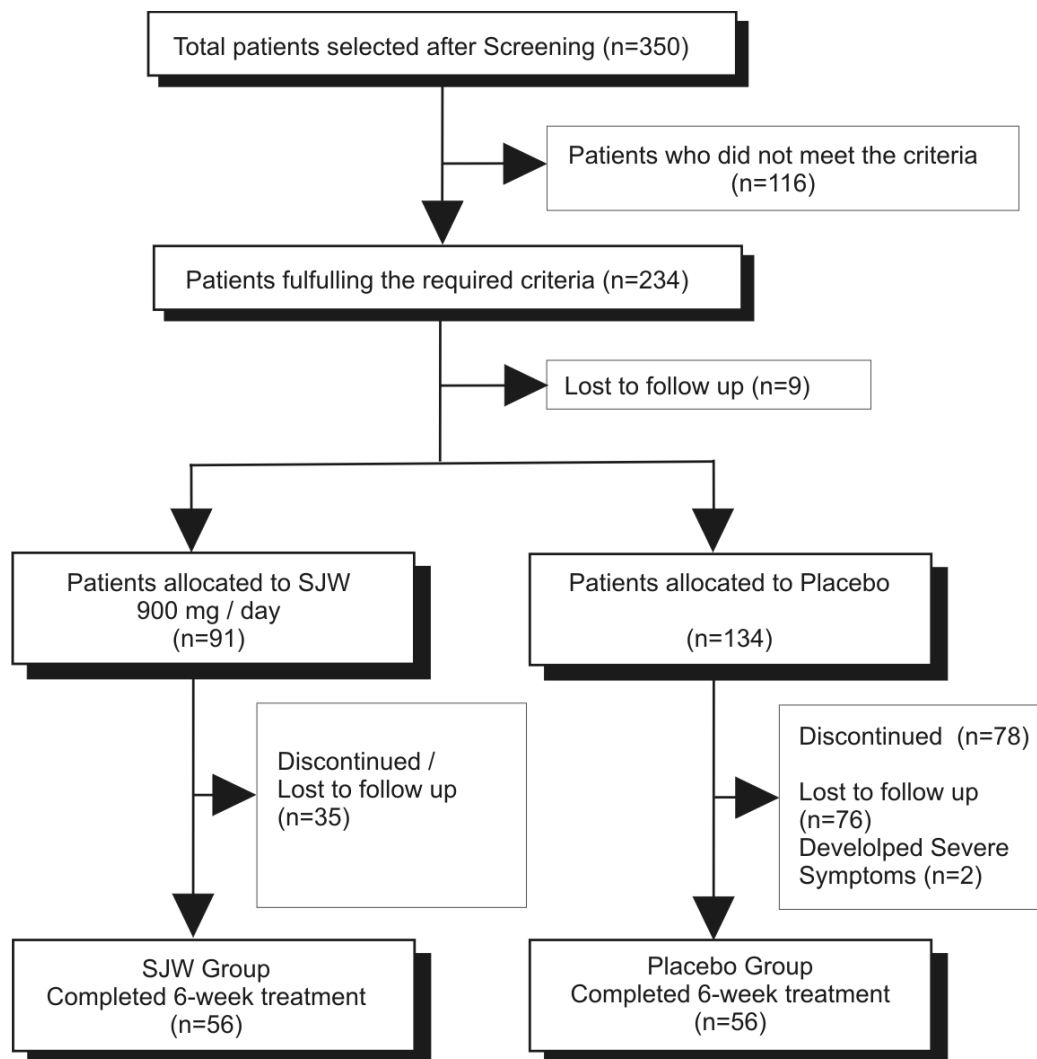 Total patients selected after Screening (n=350)
Patients who did not meet the criteria
(n=116)
Patients fulfulling the required criteria (n=234)
Lost to follow up (n=9)
Patients allocated to SJW
900 mg / day
(n=91)
Patients allocated to Placebo
(n=134)
Discontinued /
Lost to follow up
(n=35)
Discontinued (n=78)
Lost to follow up
(n=76)
Develolped Severe
Symptoms (n=2)
SJW Group
Completed 6-week treatment
(n=56)
Placebo Group
Completed 6-week treatment
(n=56)